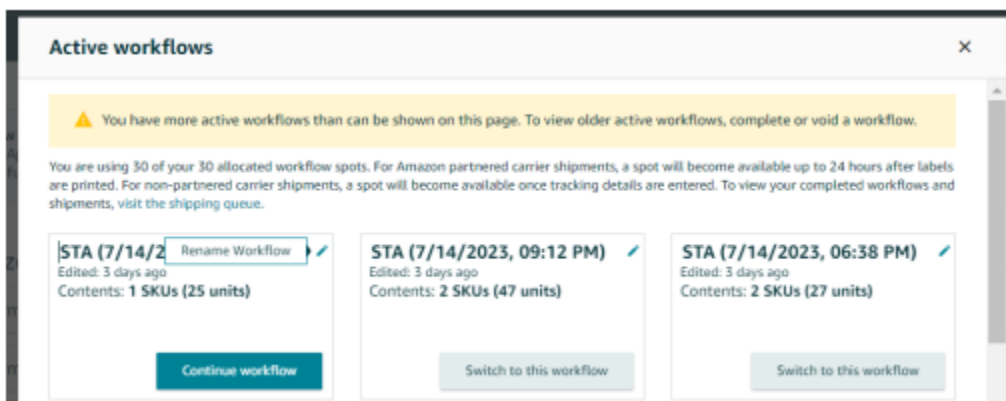 Active workflows
You have more active workflows than can be shown on this page. To view older active workflows, complete or void a workflow.
You are using 30 of your 30 allocated workflow spots. For Amazon partnered carrier shipments, a spot will become available up to 24 hours after labels
are printed. For non-partnered carrier shipments, a spot will become available once tracking details are entered. To view your completed workflows and
shipments, visit the shipping queue.
STA (7/14/2
Rename Workflow
Edited: 3 days ago
Contents: 1 SKUs (25 units)
Continue workflow
STA (7/14/2023, 09:12 PM)
Edited: 3 days ago
Contents: 2 SKUs (47 units)
Switch to this workflow
STA (7/14/2023, 06:38 PM)
Edited: 3 days ago
Contents: 2 SKUs (27 units)
Switch to this workflow